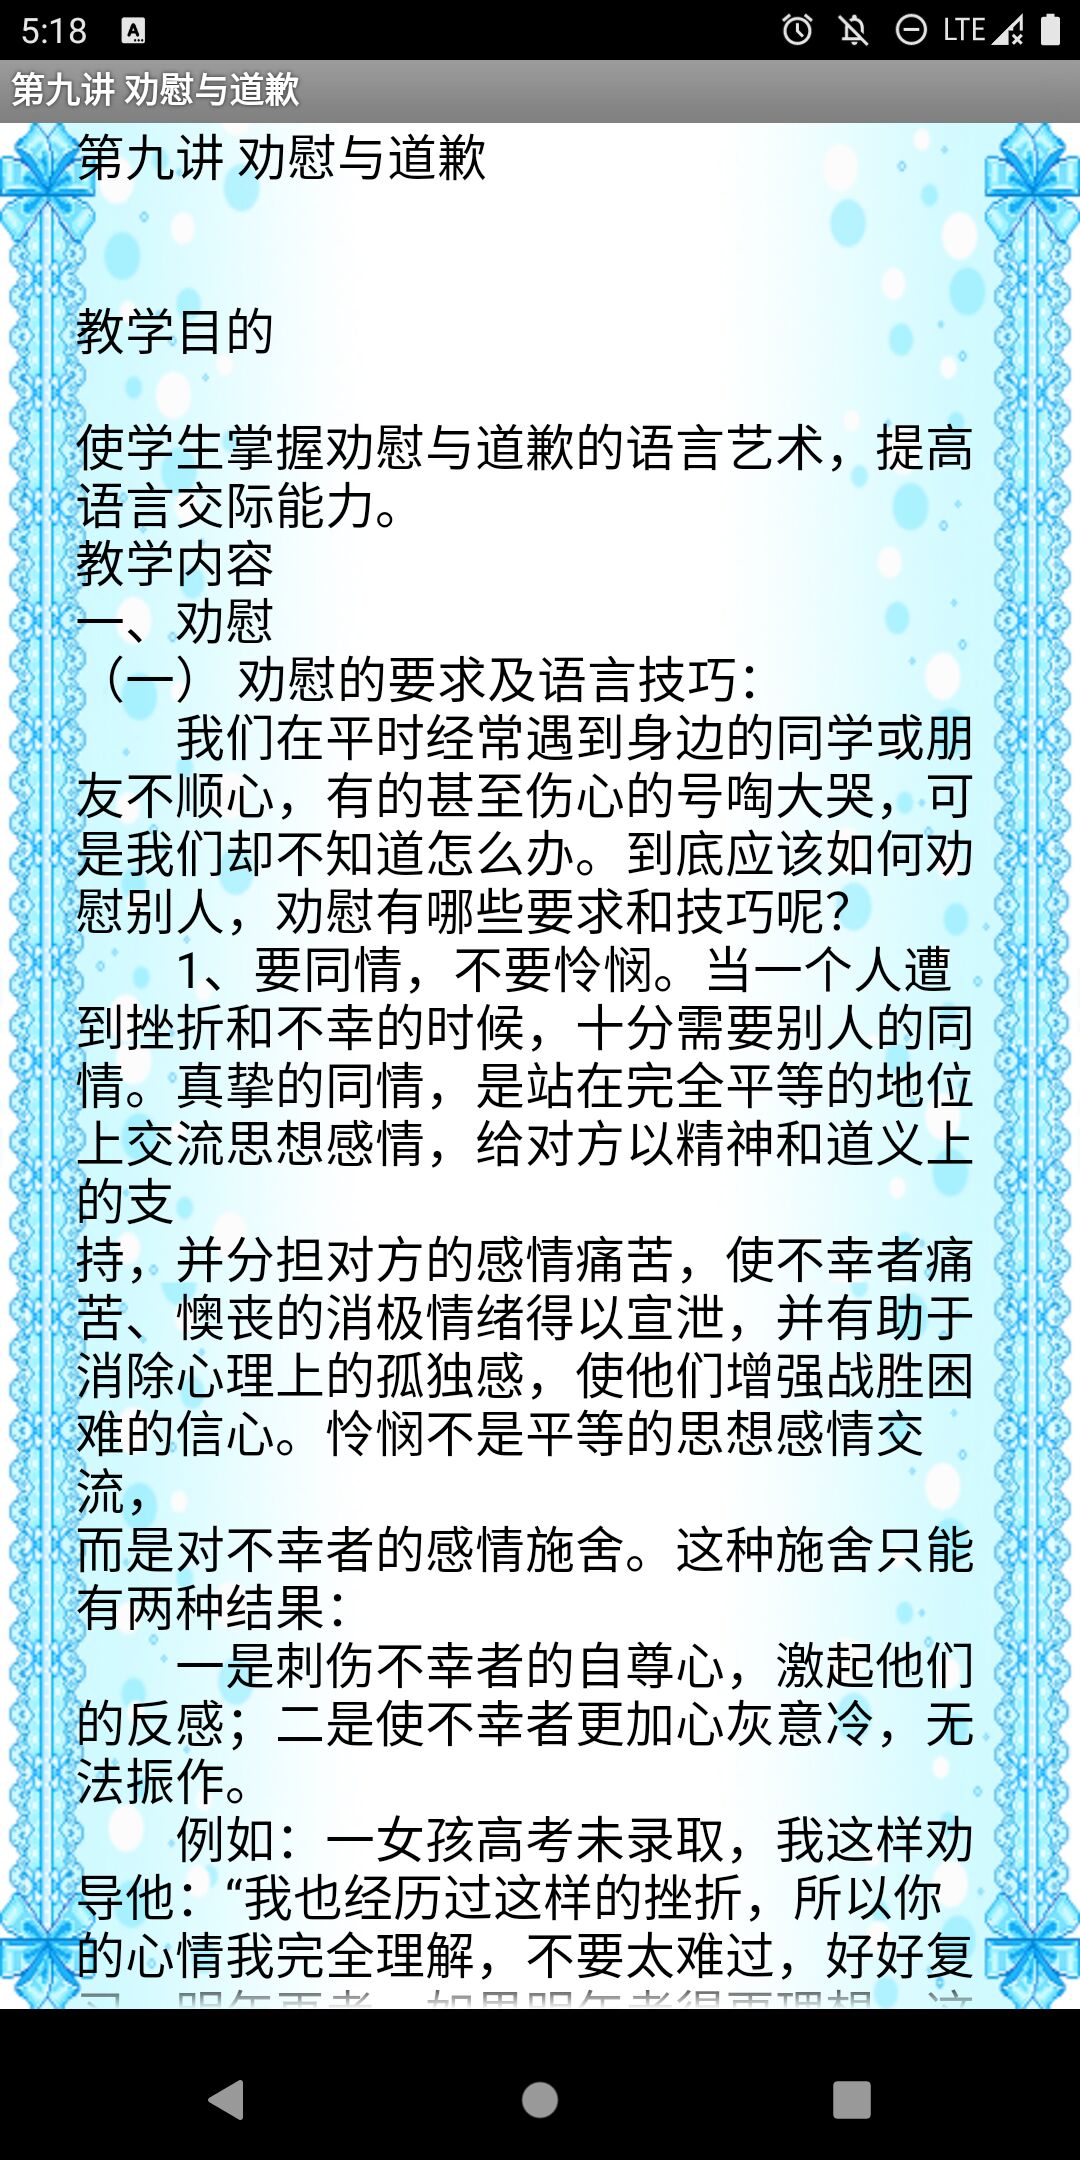 5:18
LTE
第九讲 劝慰与道歉
第九讲 劝慰与道歉
教学目的
使学生掌握劝慰与道歉的语言艺术，提高
语言交际能力。
教学内容
一、劝慰
（一） 劝慰的要求及语言技巧：
我们在平时经常遇到身边的同学或朋
友不顺心，有的甚至伤心的号啕大哭，可
是我们却不知道怎么办。到底应该如何劝
慰别人，劝慰有哪些要求和技巧呢？
1、要同情，不要怜悯。当一个人遭
到挫折和不幸的时候，十分需要别人的同
情。真挚的同情，是站在完全平等的地位
上交流思想感情，给对方以精神和道义上
的支
持，并分担对方的感情痛苦，使不幸者痛
苦、懊丧的消极情绪得以宣泄，并有助于
消除心理上的孤独感，使他们增强战胜困
难的信心。怜悯不是平等的思想感情交
流，
而是对不幸者的感情施舍。这种施舍只能
有两种结果：
一是刺伤不幸者的自尊心，激起他们
的反感；二是使不幸者更加心灰意冷，无
法振作。
例如：一女孩高考未录取，我这样劝
导他：“我也经历过这样的挫折，所以你
的心情我完全理解，不要太难过，好好复